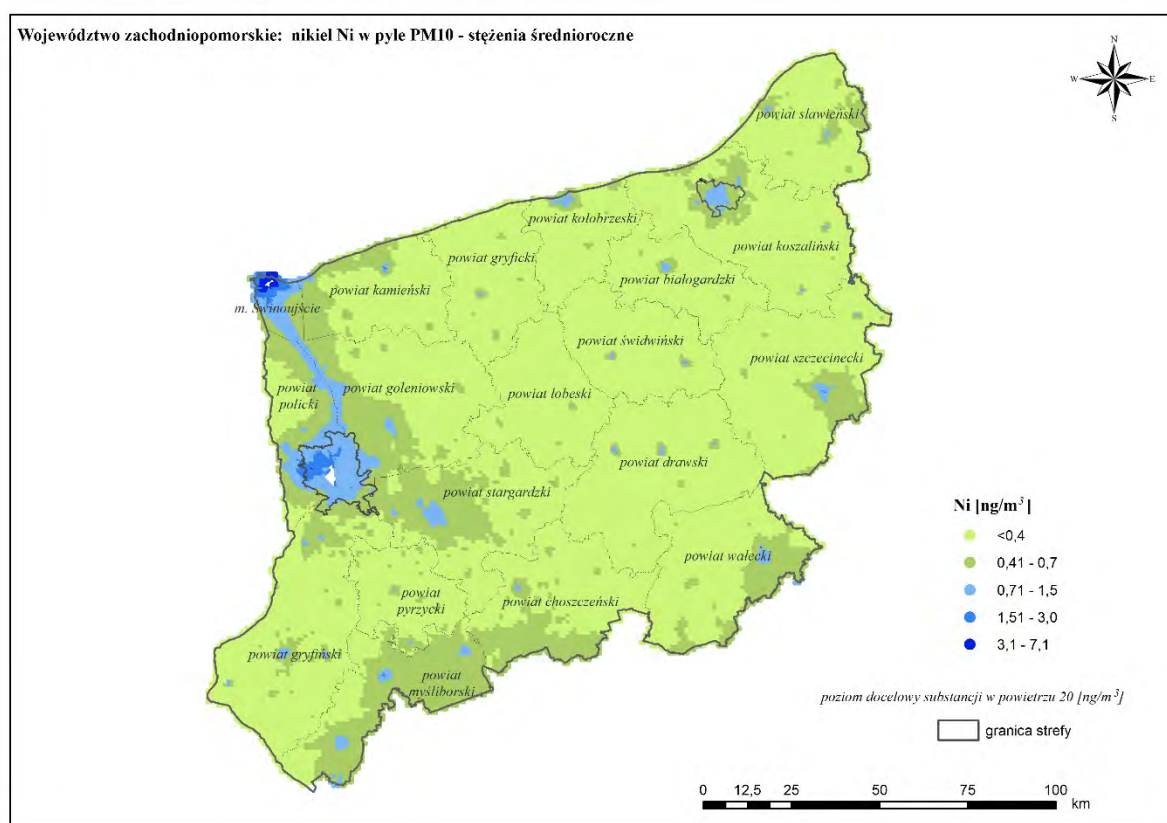 Województwo zachodniopomorskie: nikiel Ni w pyle PM10 - stężenia średnioroczne
N
W
E
S
powiat sławieński
powiat kołobrzeski
powiat koszaliński
powiat gryficki
powiat białogardzki
powiat kamieński
m. Świnoujście
powiat świdwiński
powiat szczecinecki
powiat
policki
powiat goleniowski
powiat łobeski
powiat drawski
powiat stargardzki
powiat wałecki
powiat
pyrzycki
powiat choszczeński
powiat gryfiński
powiat
myśliborski
Ni [ng/m³]
<0,4
0,41 - 0,7
0,71 - 1,5
1,51 - 3,0
3,1 - 7,1
poziom docelowy substancji w powietrzu 20 [ng/m³]
granica strefy
0 12,5 25 50 75 100
km